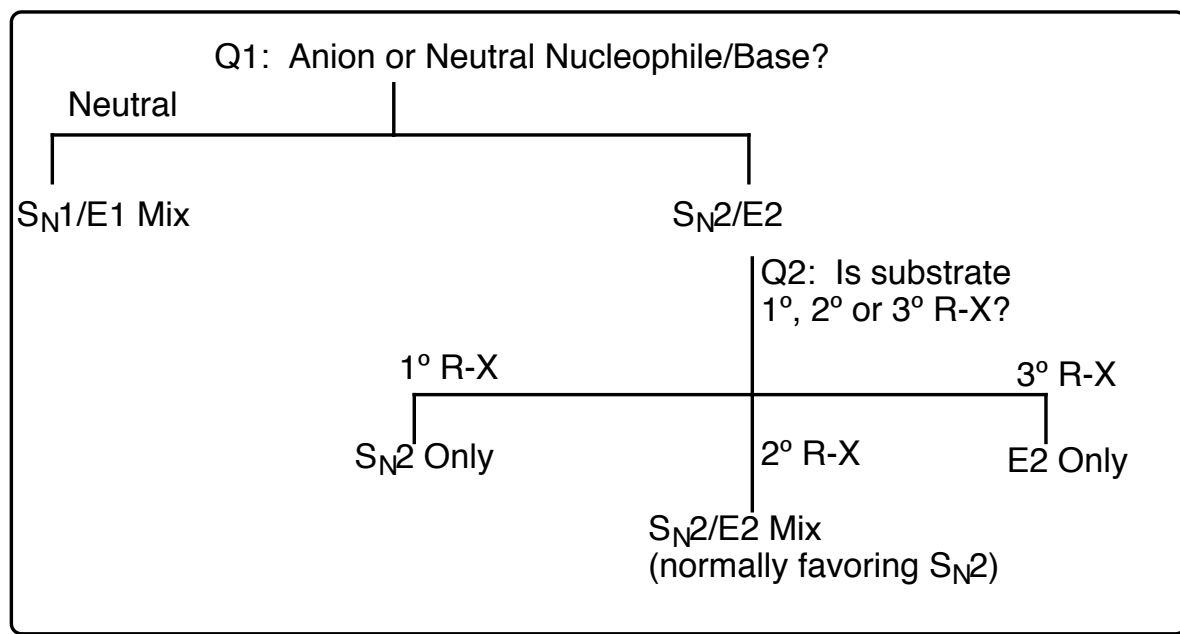 Q1: Anion or Neutral Nucleophile/Base?
Neutral
SN1/E1 Mix
SN2/E2
Q2: Is substrate
1º, 2º or 3º R-X?
1º R-X
3º R-X
SN2 Only
2º R-X
E2 Only
SN2/E2 Mix
(normally favoring SN2)